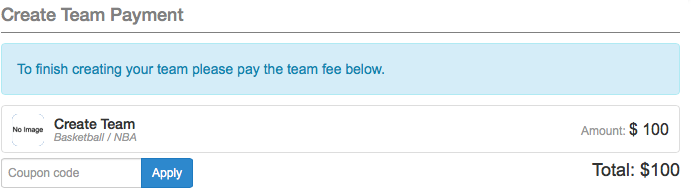 Create Team Payment
To finish creating your team please pay the team fee below.
No Image
Create Team
Basketball / NBA
Amount: $ 100
Coupon code
Apply
Total: $100